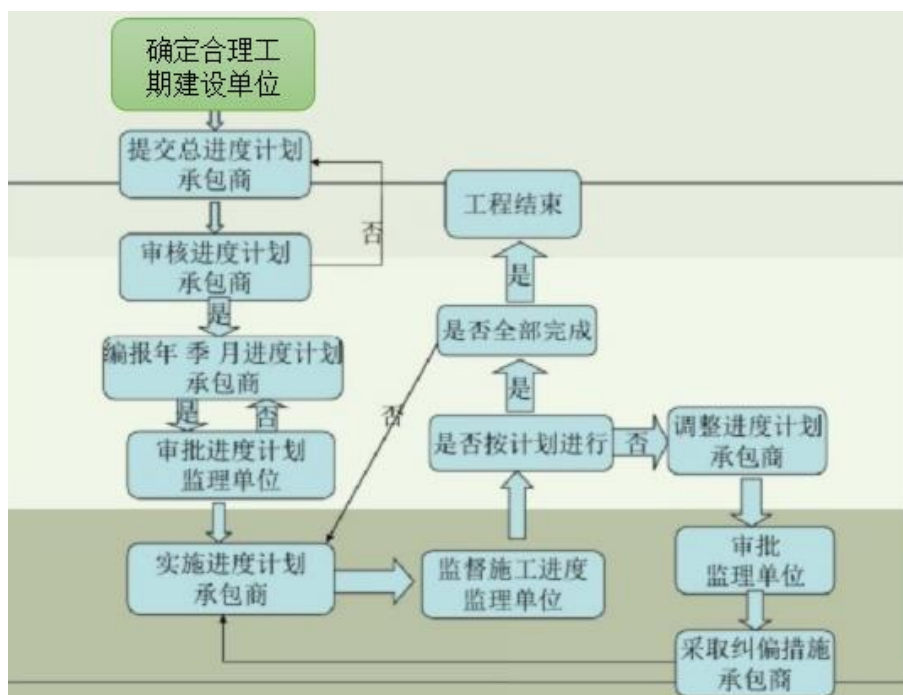 确定合理工
期建设单位
提交总进度计划
承包商
否
审核进度计划
承包商
是
编报年 季 月进度计划
承包商
是
否
审批进度计划
监理单位
实施进度计划
承包商
监督施工进度
监理单位
是否按计划进行
是
是否全部完成
是
工程结束
否
否
调整进度计划
承包商
审批
监理单位
采取纠偏措施
承包商